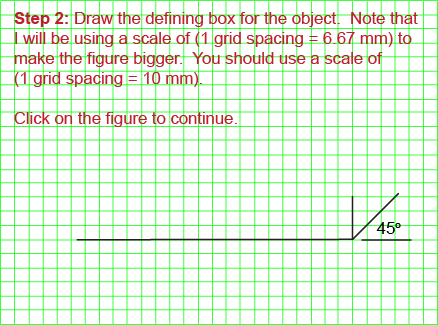 Step 2: Draw the defining box for the object. Note that
I will be using a scale of (1 grid spacing = 6.67 mm) to
make the figure bigger. You should use a scale of
(1 grid spacing = 10 mm).
Click on the figure to continue.
45º